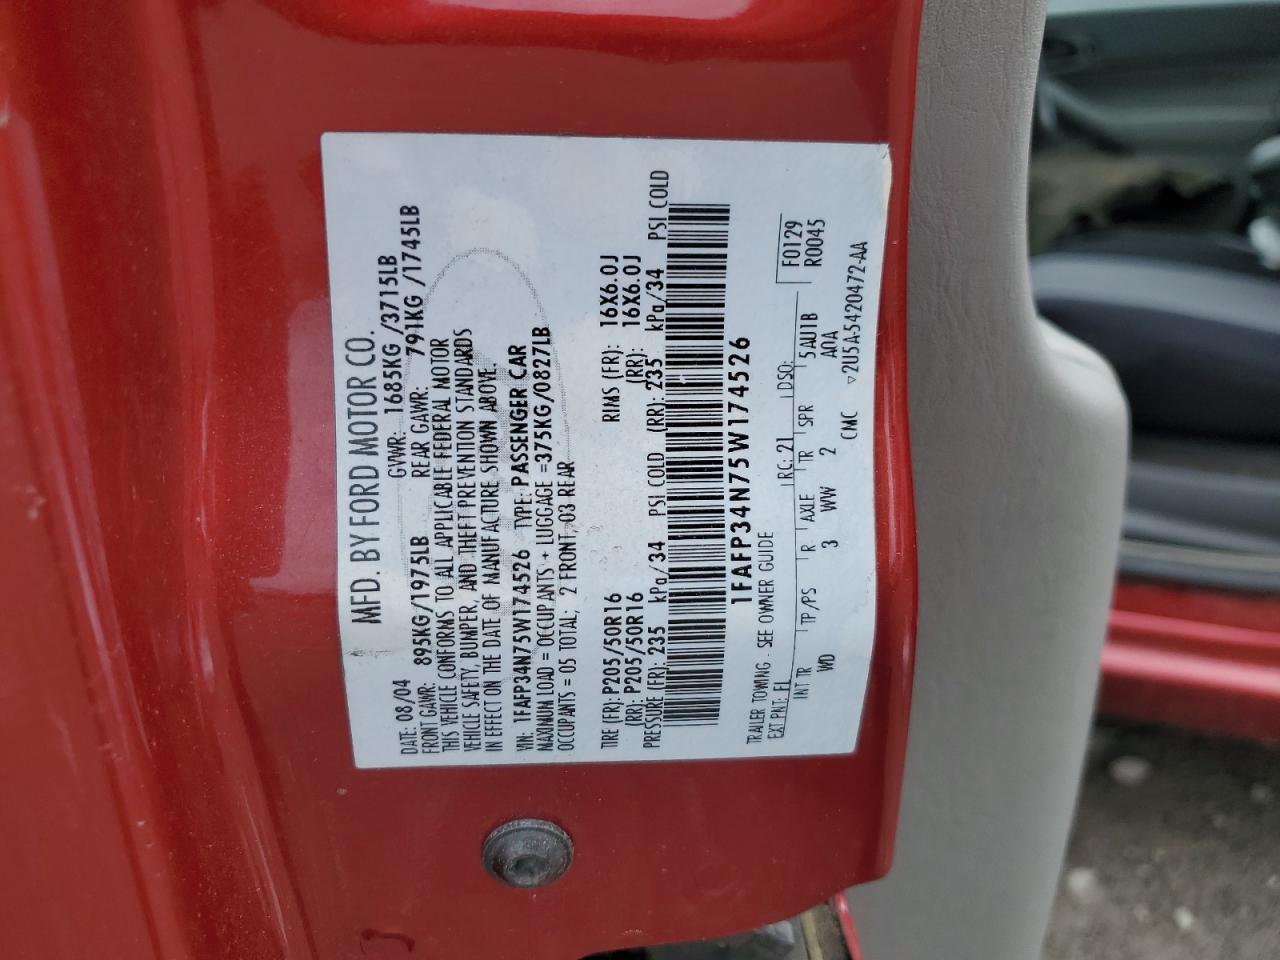 MFD. BY FORD MOTOR CO.
DATE: 08/04 GVWR: 1685KG / 3715LB
FRONT GAWR: 895KG/1975LB REAR GAWR: 791KG / 1745LB
THIS VEHICLE CONFORMS TO ALL APPLICABLE FEDERAL MOTOR
VEHICLE SAFETY, BUMPER, AND THEFT PREVENTION STANDARDS
IN EFFECT ON THE DATE OF MANUFACTURE SHOWN ABOVE.
VIN: 1FAFP34N75W174526 TYPE: PASSENGER CAR
MAXIMUM LOAD = OCCUPANTS + LUGGAGE =375KG/0827LB
OCCUPANTS = 05 TOTAL; 2 FRONT, 03 REAR
TIRE (FR): P205/50R16 RIMS (FR): 16X6.0J
(RR): P205/50R16 (RR): 16X6.0J
PRESSURE (FR): 235 kPa/34 PSI COLD (RR): 235 kPa/34 PSI COLD
1FAFP34N75W174526
TRAILER TOWING - SEE OWNER GUIDE
EXT PNT: EL RC: 21 DSO: F0129
INT TR TP/PS R AXLE TR SPR 5AU1B R0045
WD 3 WW 2 AOA
CMC ▽2U5A-5420472-AA